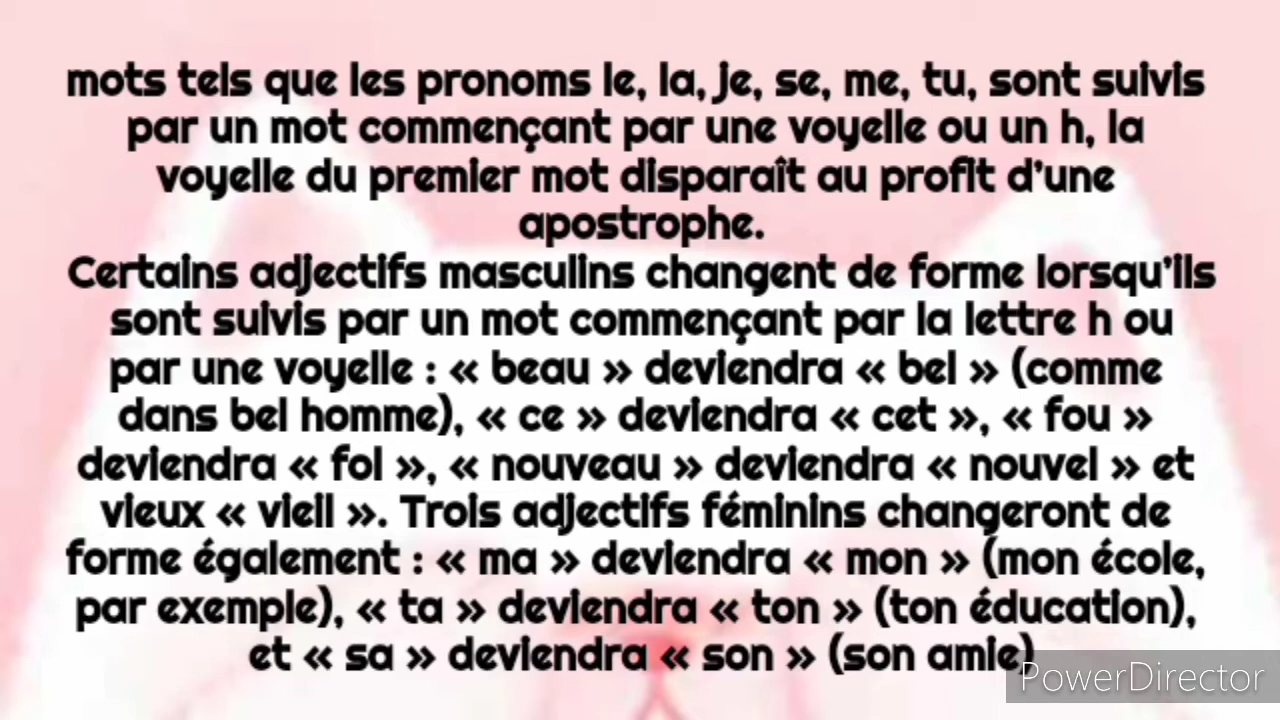 mots tels que les pronoms le, la, je, se, me, tu, sont suivis
par un mot commençant par une voyelle ou un h, la
voyelle du premier mot disparaît au profit d’une
apostrophe.
Certains adjectifs masculins changent de forme lorsqu’ils
sont suivis par un mot commençant par la lettre h ou
par une voyelle : « beau » deviendra « bel » (comme
dans bel homme), « ce » deviendra « cet », « fou »
deviendra « fol », « nouveau » deviendra « nouvel » et
vieux « vieil ». Trois adjectifs féminins changeront de
forme également : « ma » deviendra « mon » (mon école,
par exemple), « ta » deviendra « ton » (ton éducation),
et « sa » deviendra « son » (son amie)
PowerDirector